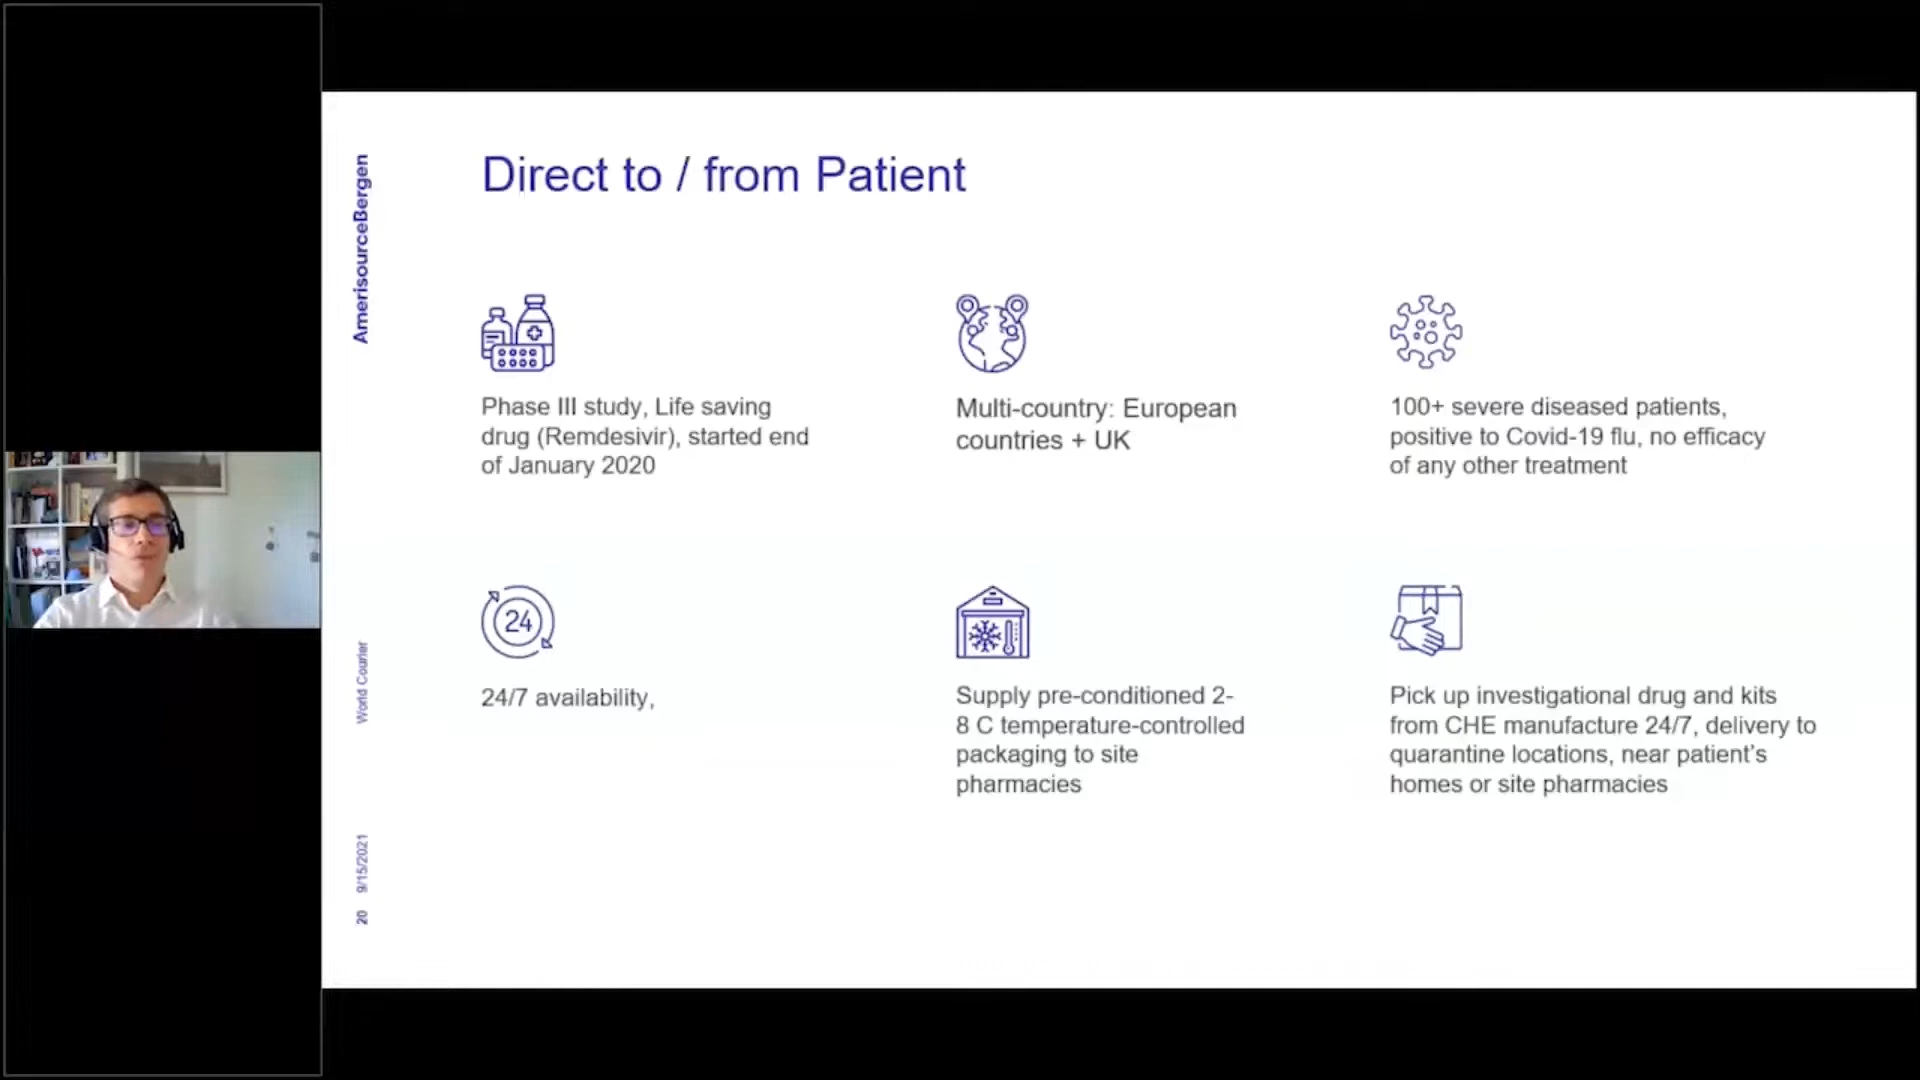 Direct to / from Patient
AmerisourceBergen
Phase III study, Life saving
drug (Remdesivir), started end
of January 2020
Multi-country: European
countries + UK
100+ severe diseased patients,
positive to Covid-19 flu, no efficacy
of any other treatment
24
24/7 availability,
Supply pre-conditioned 2-
8 C temperature-controlled
packaging to site
pharmacies
Pick up investigational drug and kits
from CHE manufacture 24/7, delivery to
quarantine locations, near patient's
homes or site pharmacies
World Courier
9/15/2021
20